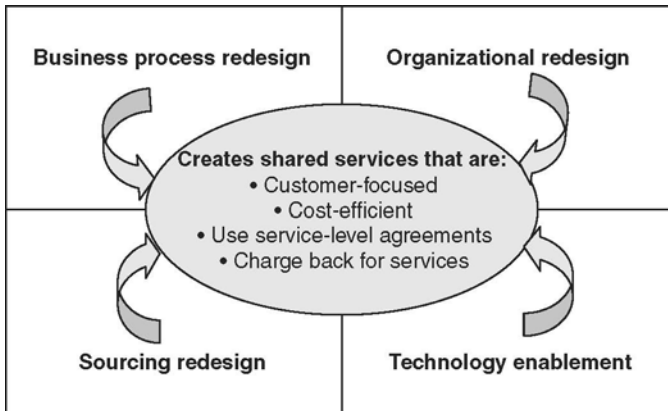 Business process redesign
Organizational redesign
Creates shared services that are:
• Customer-focused
• Cost-efficient
• Use service-level agreements
• Charge back for services
Sourcing redesign
Technology enablement